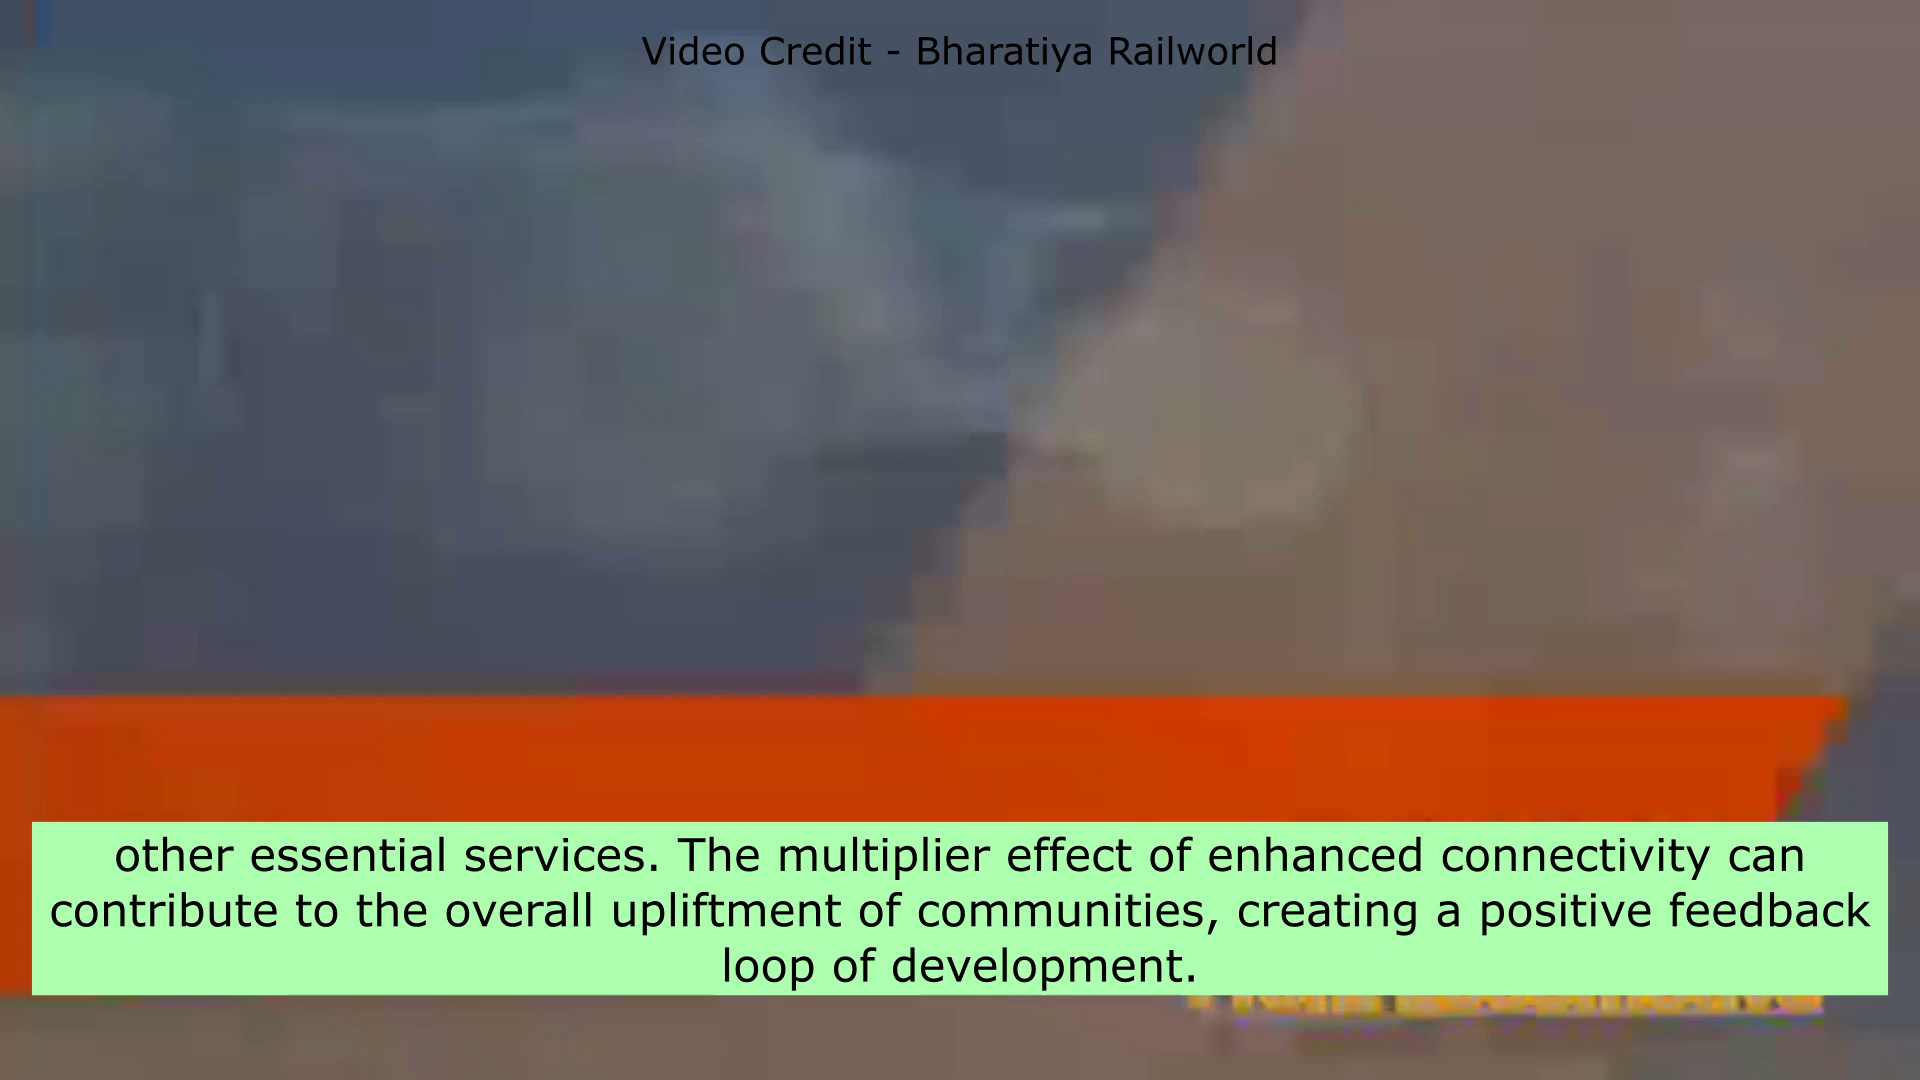 Video Credit - Bharatiya Railworld
other essential services. The multiplier effect of enhanced connectivity can
contribute to the overall upliftment of communities, creating a positive feedback
loop of development.